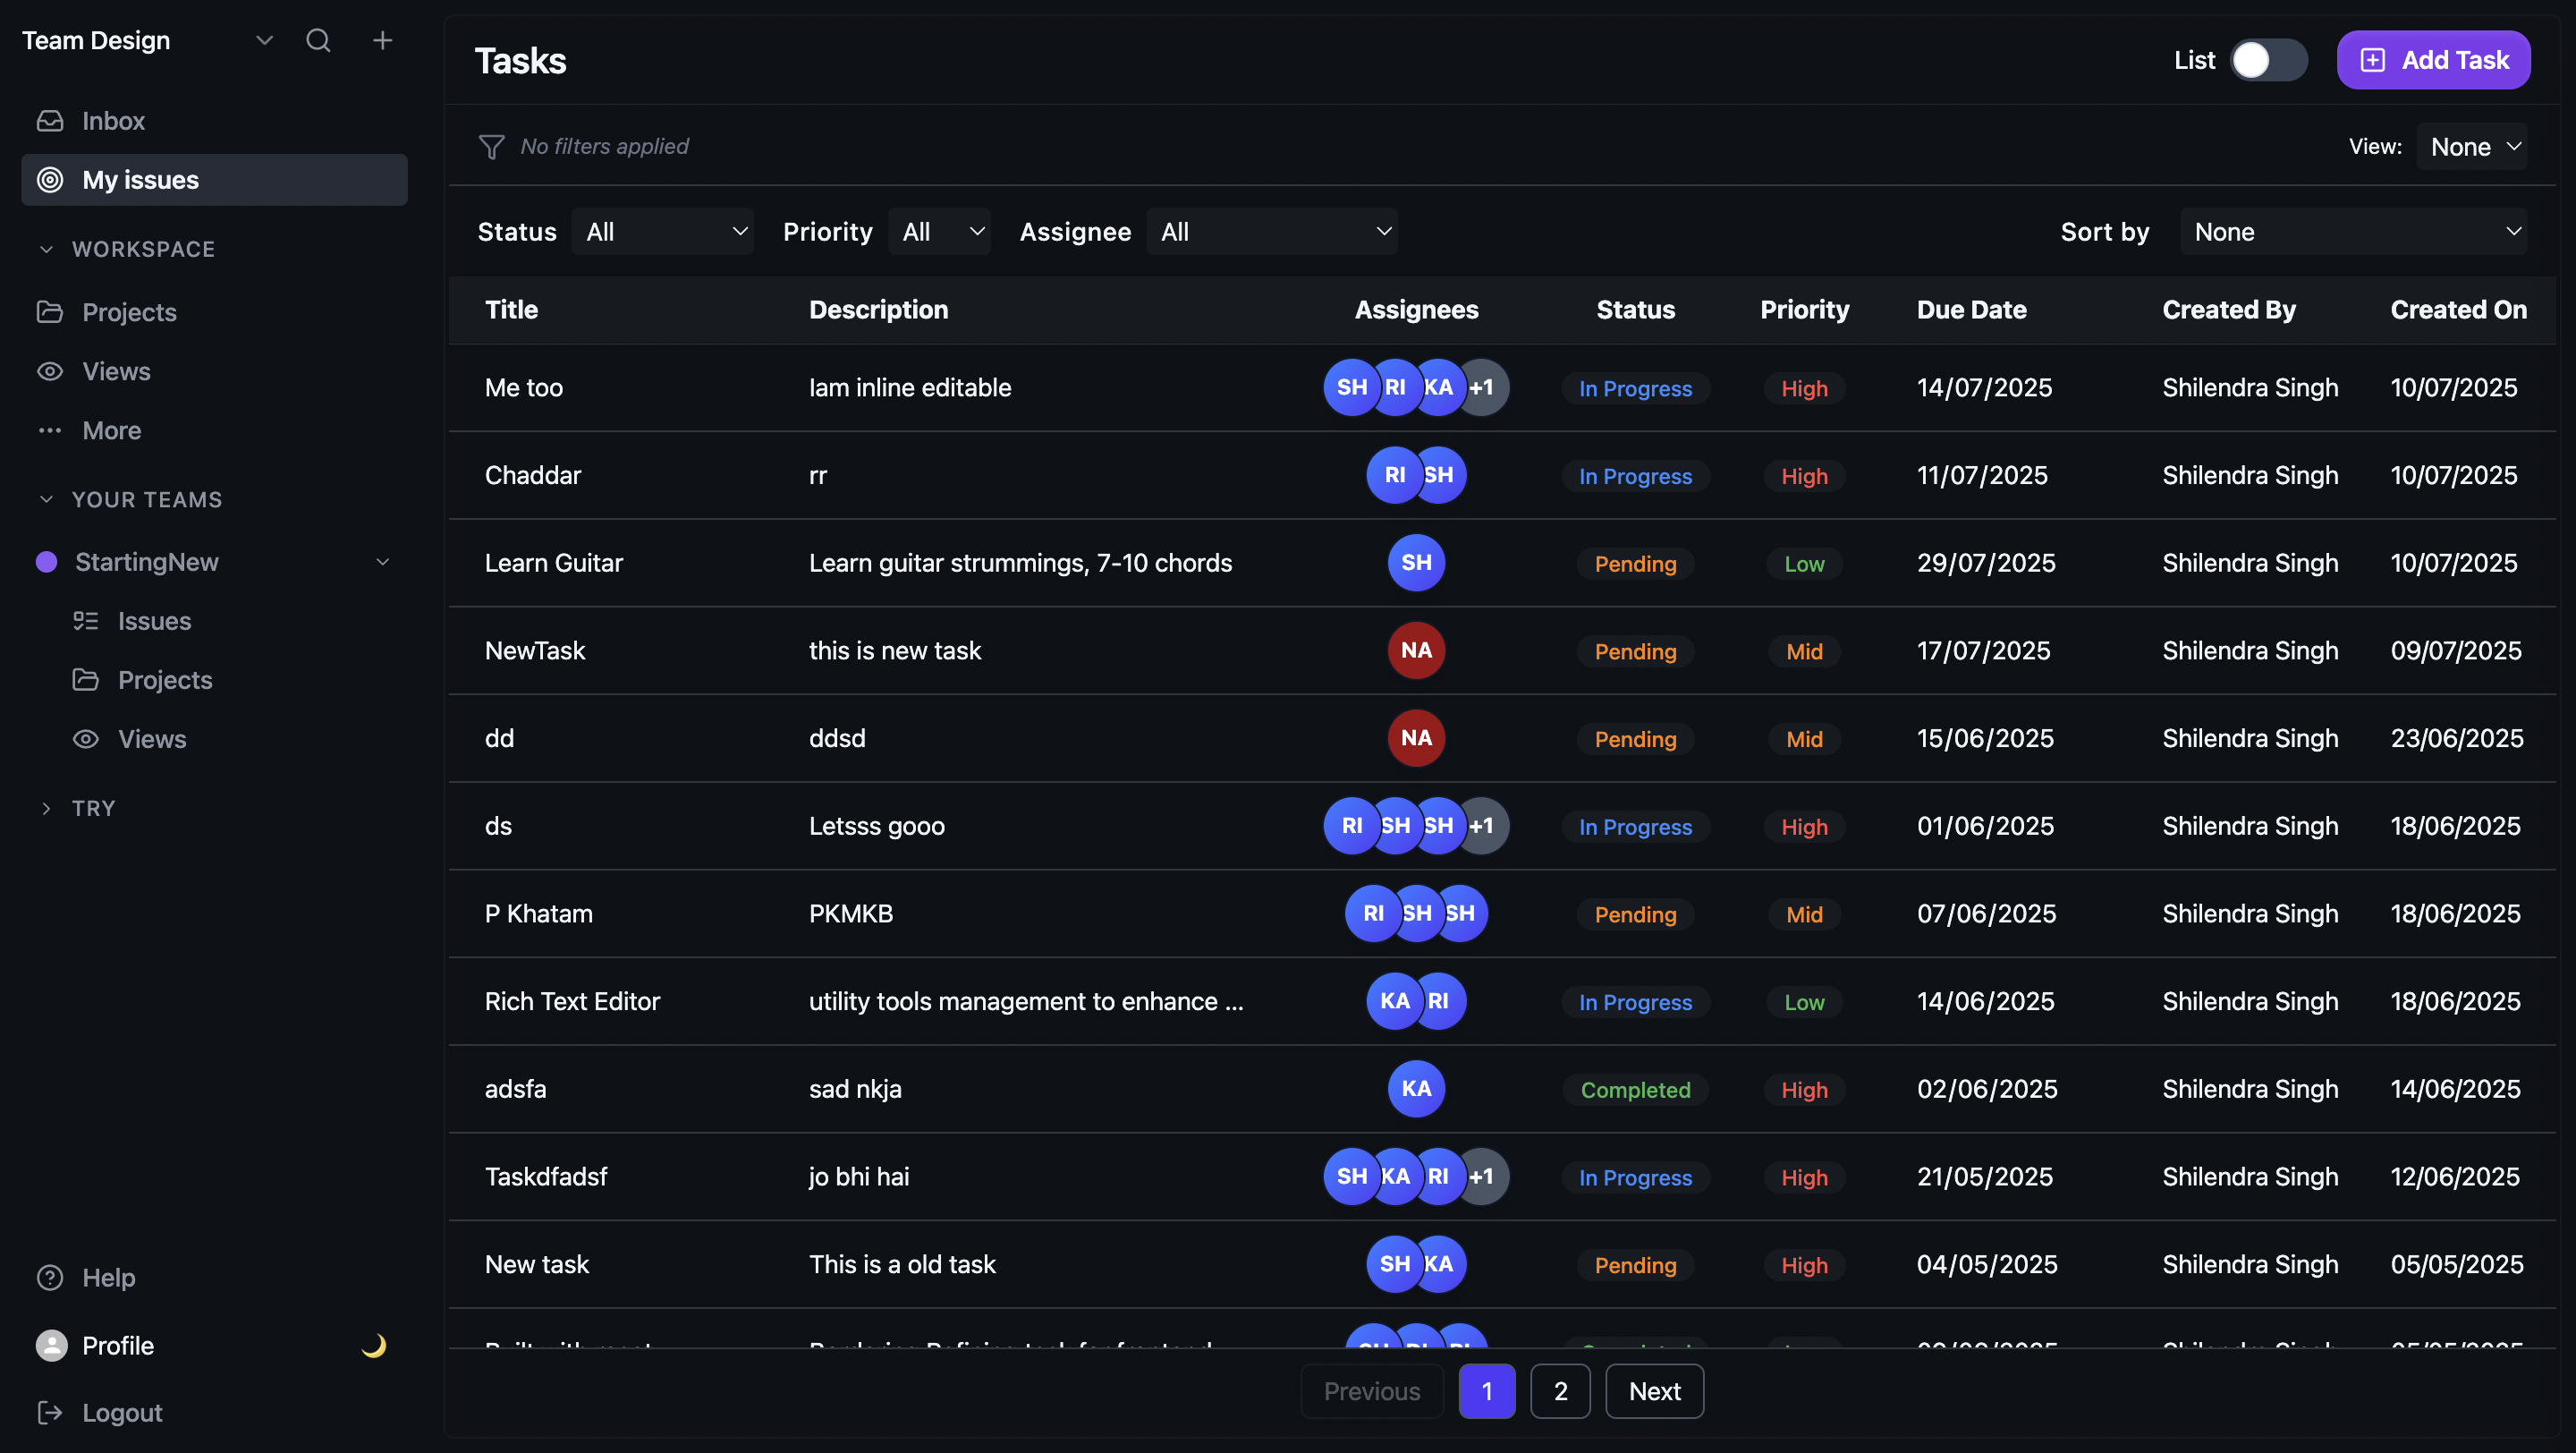 Team Design
Inbox
My issues
WORKSPACE
Projects
Views
More
YOUR TEAMS
StartingNew
Issues
Projects
Views
TRY
Help
Profile
Logout
Tasks
List
Add Task
No filters applied
View: None
Status All Priority All Assignee All Sort by None
Title Description Assignees Status Priority Due Date Created By Created On
Me too Iam inline editable SH RI KA +1 In Progress High 14/07/2025 Shilendra Singh 10/07/2025
Chaddar rr RI SH In Progress High 11/07/2025 Shilendra Singh 10/07/2025
Learn Guitar Learn guitar strummings, 7-10 chords SH Pending Low 29/07/2025 Shilendra Singh 10/07/2025
NewTask this is new task NA Pending Mid 17/07/2025 Shilendra Singh 09/07/2025
dd ddsd NA Pending Mid 15/06/2025 Shilendra Singh 23/06/2025
ds Letsss gooo RI SH SH +1 In Progress High 01/06/2025 Shilendra Singh 18/06/2025
P Khatam PKMKB RI SH SH Pending Mid 07/06/2025 Shilendra Singh 18/06/2025
Rich Text Editor utility tools management to enhance ... KA RI In Progress Low 14/06/2025 Shilendra Singh 18/06/2025
adsfa sad nkja KA Completed High 02/06/2025 Shilendra Singh 14/06/2025
Taskdfadsf jo bhi hai SH KA RI +1 In Progress High 21/05/2025 Shilendra Singh 12/06/2025
New task This is a old task SH KA Pending High 04/05/2025 Shilendra Singh 05/05/2025
Previous 1 2 Next